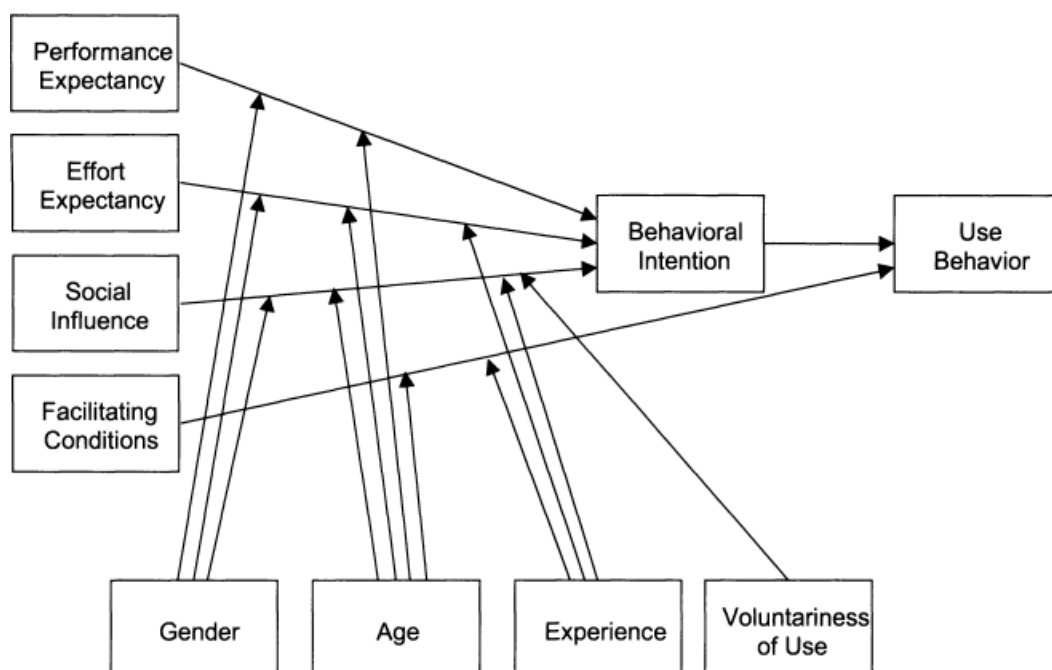 Performance
Expectancy
Effort
Expectancy
Social
Influence
Facilitating
Conditions
Behavioral
Intention
Use
Behavior
Gender
Age
Experience
Voluntariness
of Use